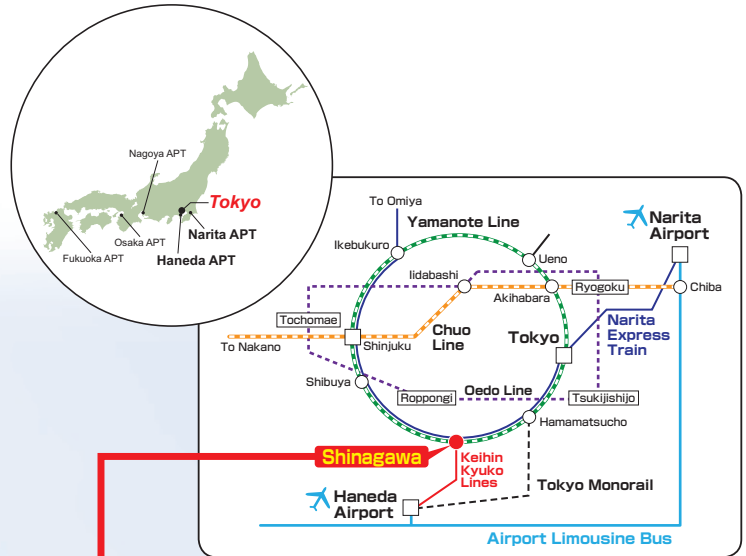 Nagoya APT
Tokyo
Narita APT
Osaka APT
Fukuoka APT
Haneda APT
To Omiya
Yamanote Line
Narita
Airport
Ikebukuro
Ueno
Iidabashi
Akihabara
Ryogoku
Chiba
Tochomae
Chuo
Line
Tokyo
Narita
Express
Train
To Nakano
Shinjuku
Shibuya
Roppongi
Oedo Line
Tsukijishijo
Hamamatsucho
Shinagawa
Keihin
Kyuko
Lines
Tokyo Monorail
Haneda
Airport
Airport Limousine Bus